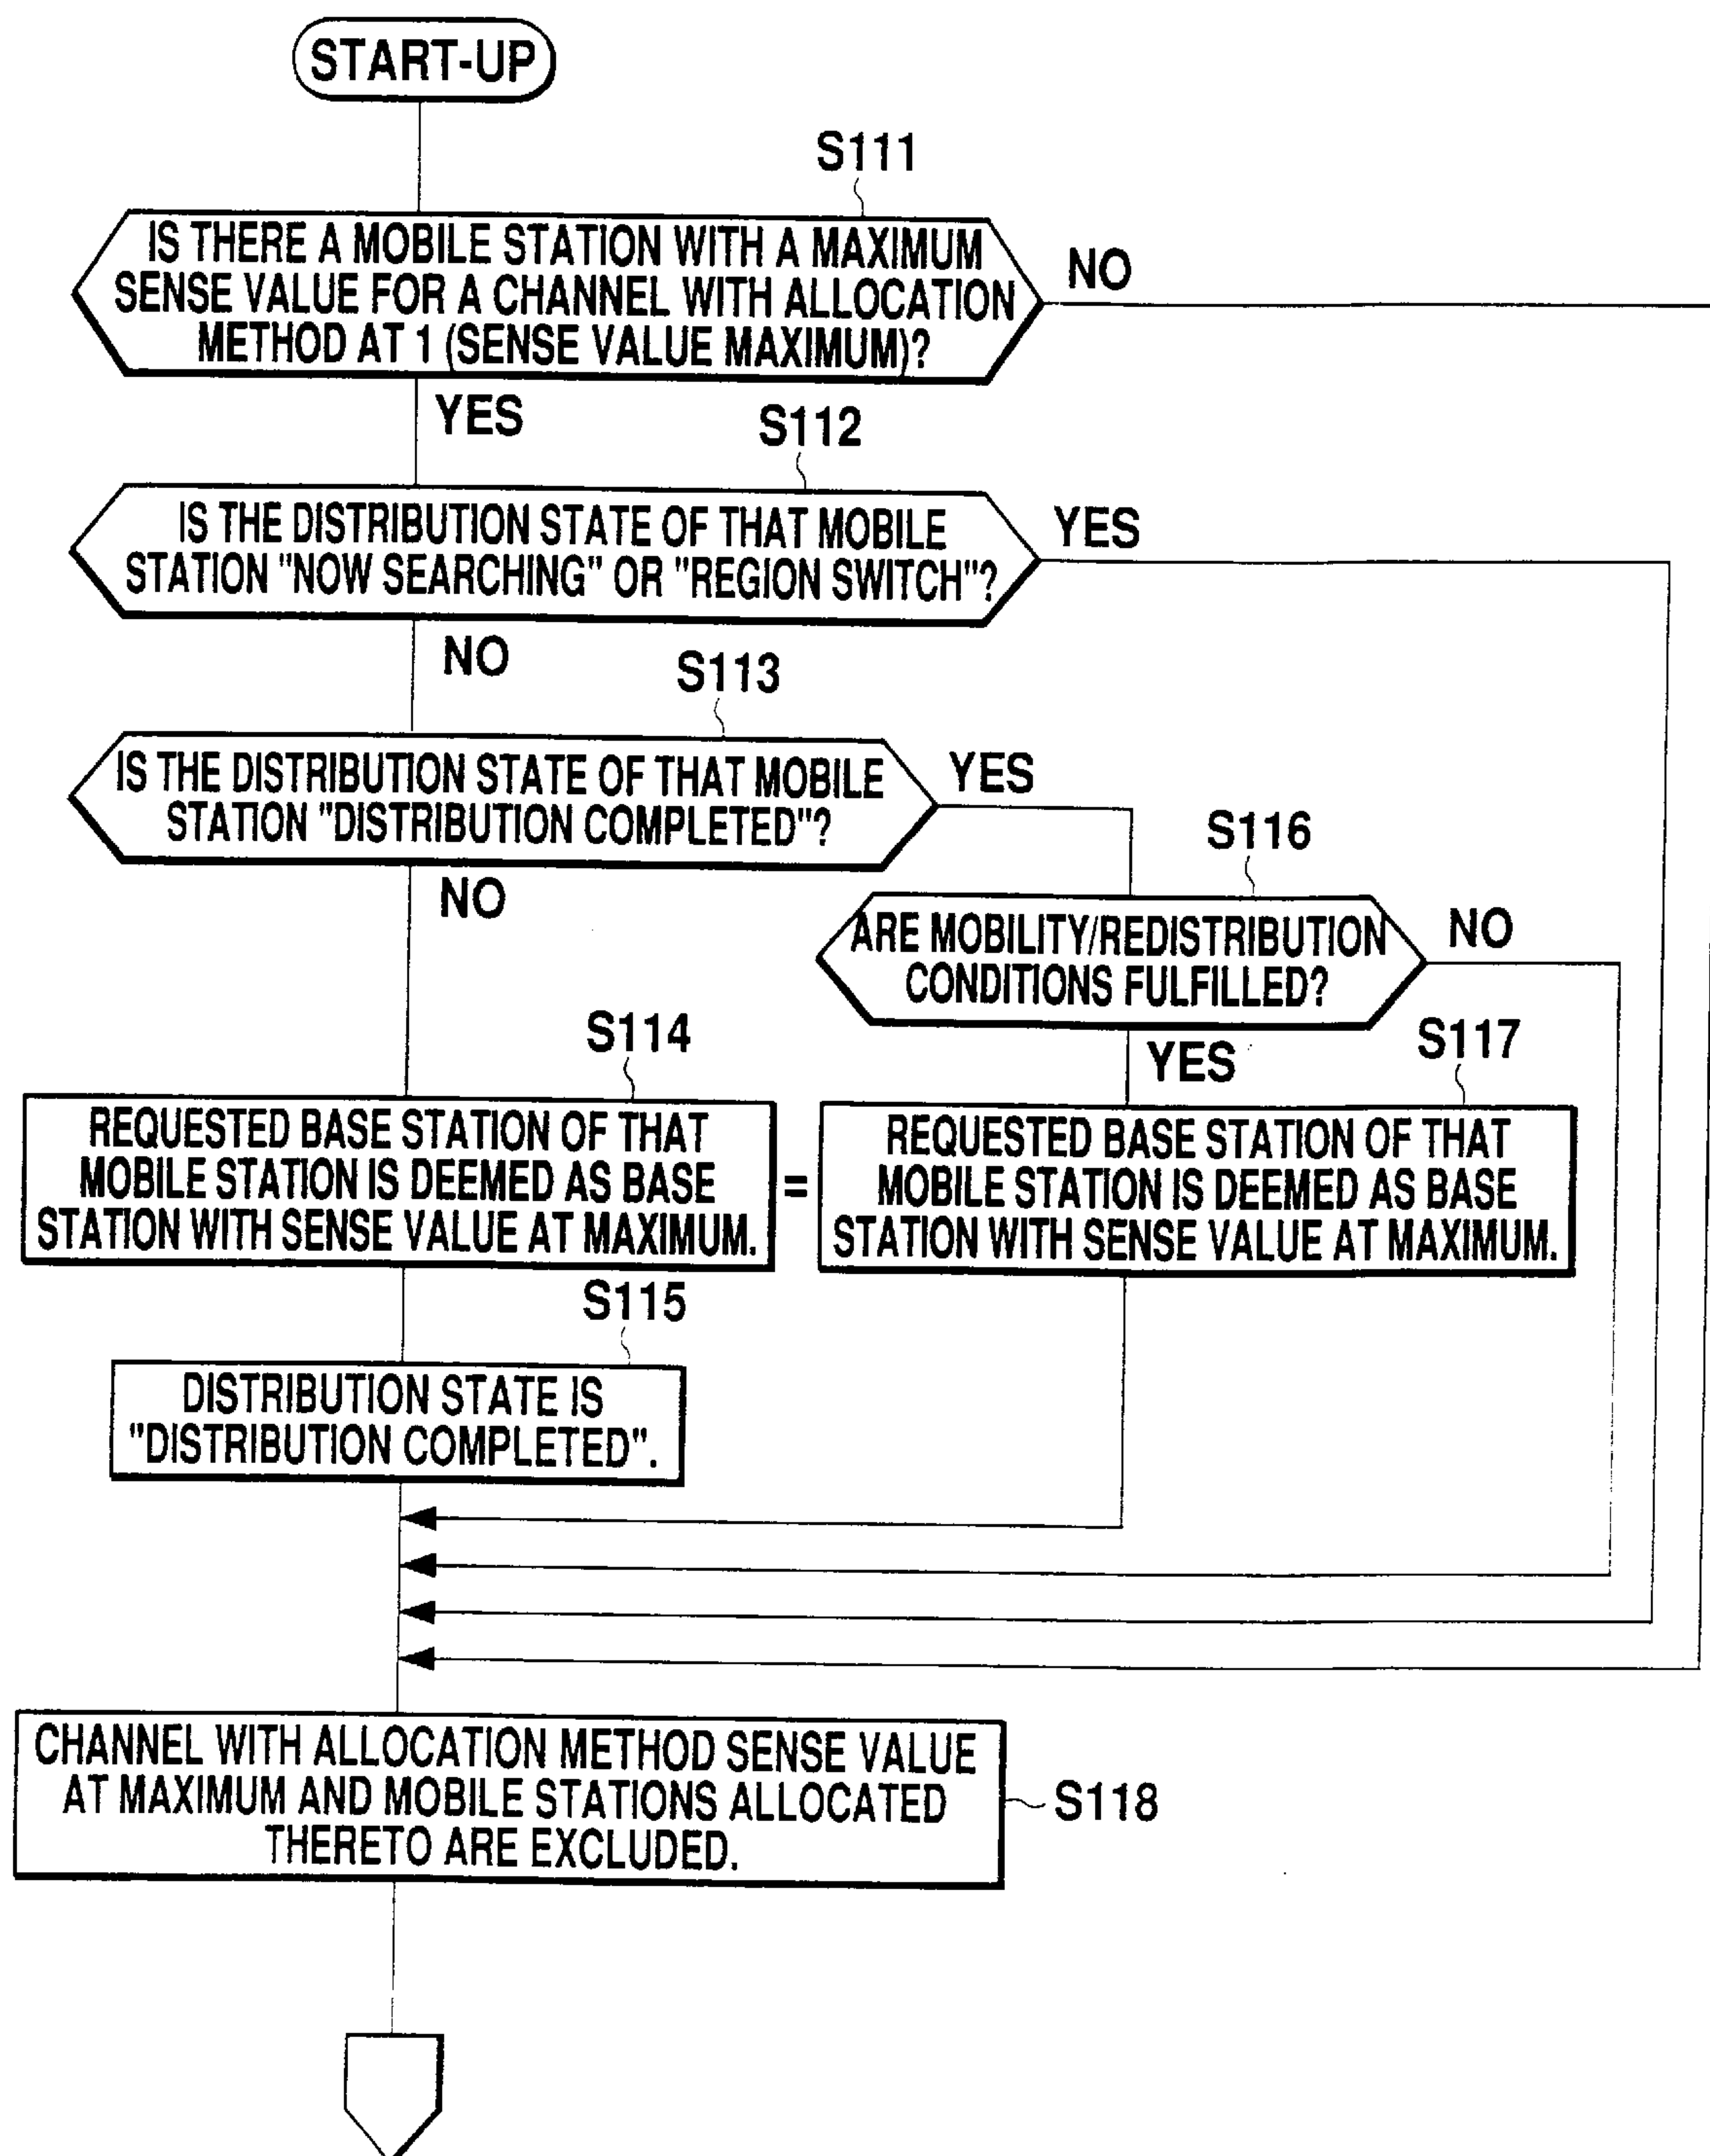 START-UP
S111
IS THERE A MOBILE STATION WITH A MAXIMUM
SENSE VALUE FOR A CHANNEL WITH ALLOCATION
METHOD AT 1 (SENSE VALUE MAXIMUM)?
NO
YES
S112
IS THE DISTRIBUTION STATE OF THAT MOBILE
STATION "NOW SEARCHING" OR "REGION SWITCH"?
YES
NO
S113
IS THE DISTRIBUTION STATE OF THAT MOBILE
STATION "DISTRIBUTION COMPLETED"?
YES
NO
S116
ARE MOBILITY/REDISTRIBUTION
CONDITIONS FULFILLED?
NO
YES
S114
REQUESTED BASE STATION OF THAT
MOBILE STATION IS DEEMED AS BASE
STATION WITH SENSE VALUE AT MAXIMUM.
=
S117
REQUESTED BASE STATION OF THAT
MOBILE STATION IS DEEMED AS BASE
STATION WITH SENSE VALUE AT MAXIMUM.
S115
DISTRIBUTION STATE IS
"DISTRIBUTION COMPLETED".
CHANNEL WITH ALLOCATION METHOD SENSE VALUE
AT MAXIMUM AND MOBILE STATIONS ALLOCATED
THERETO ARE EXCLUDED.
S118